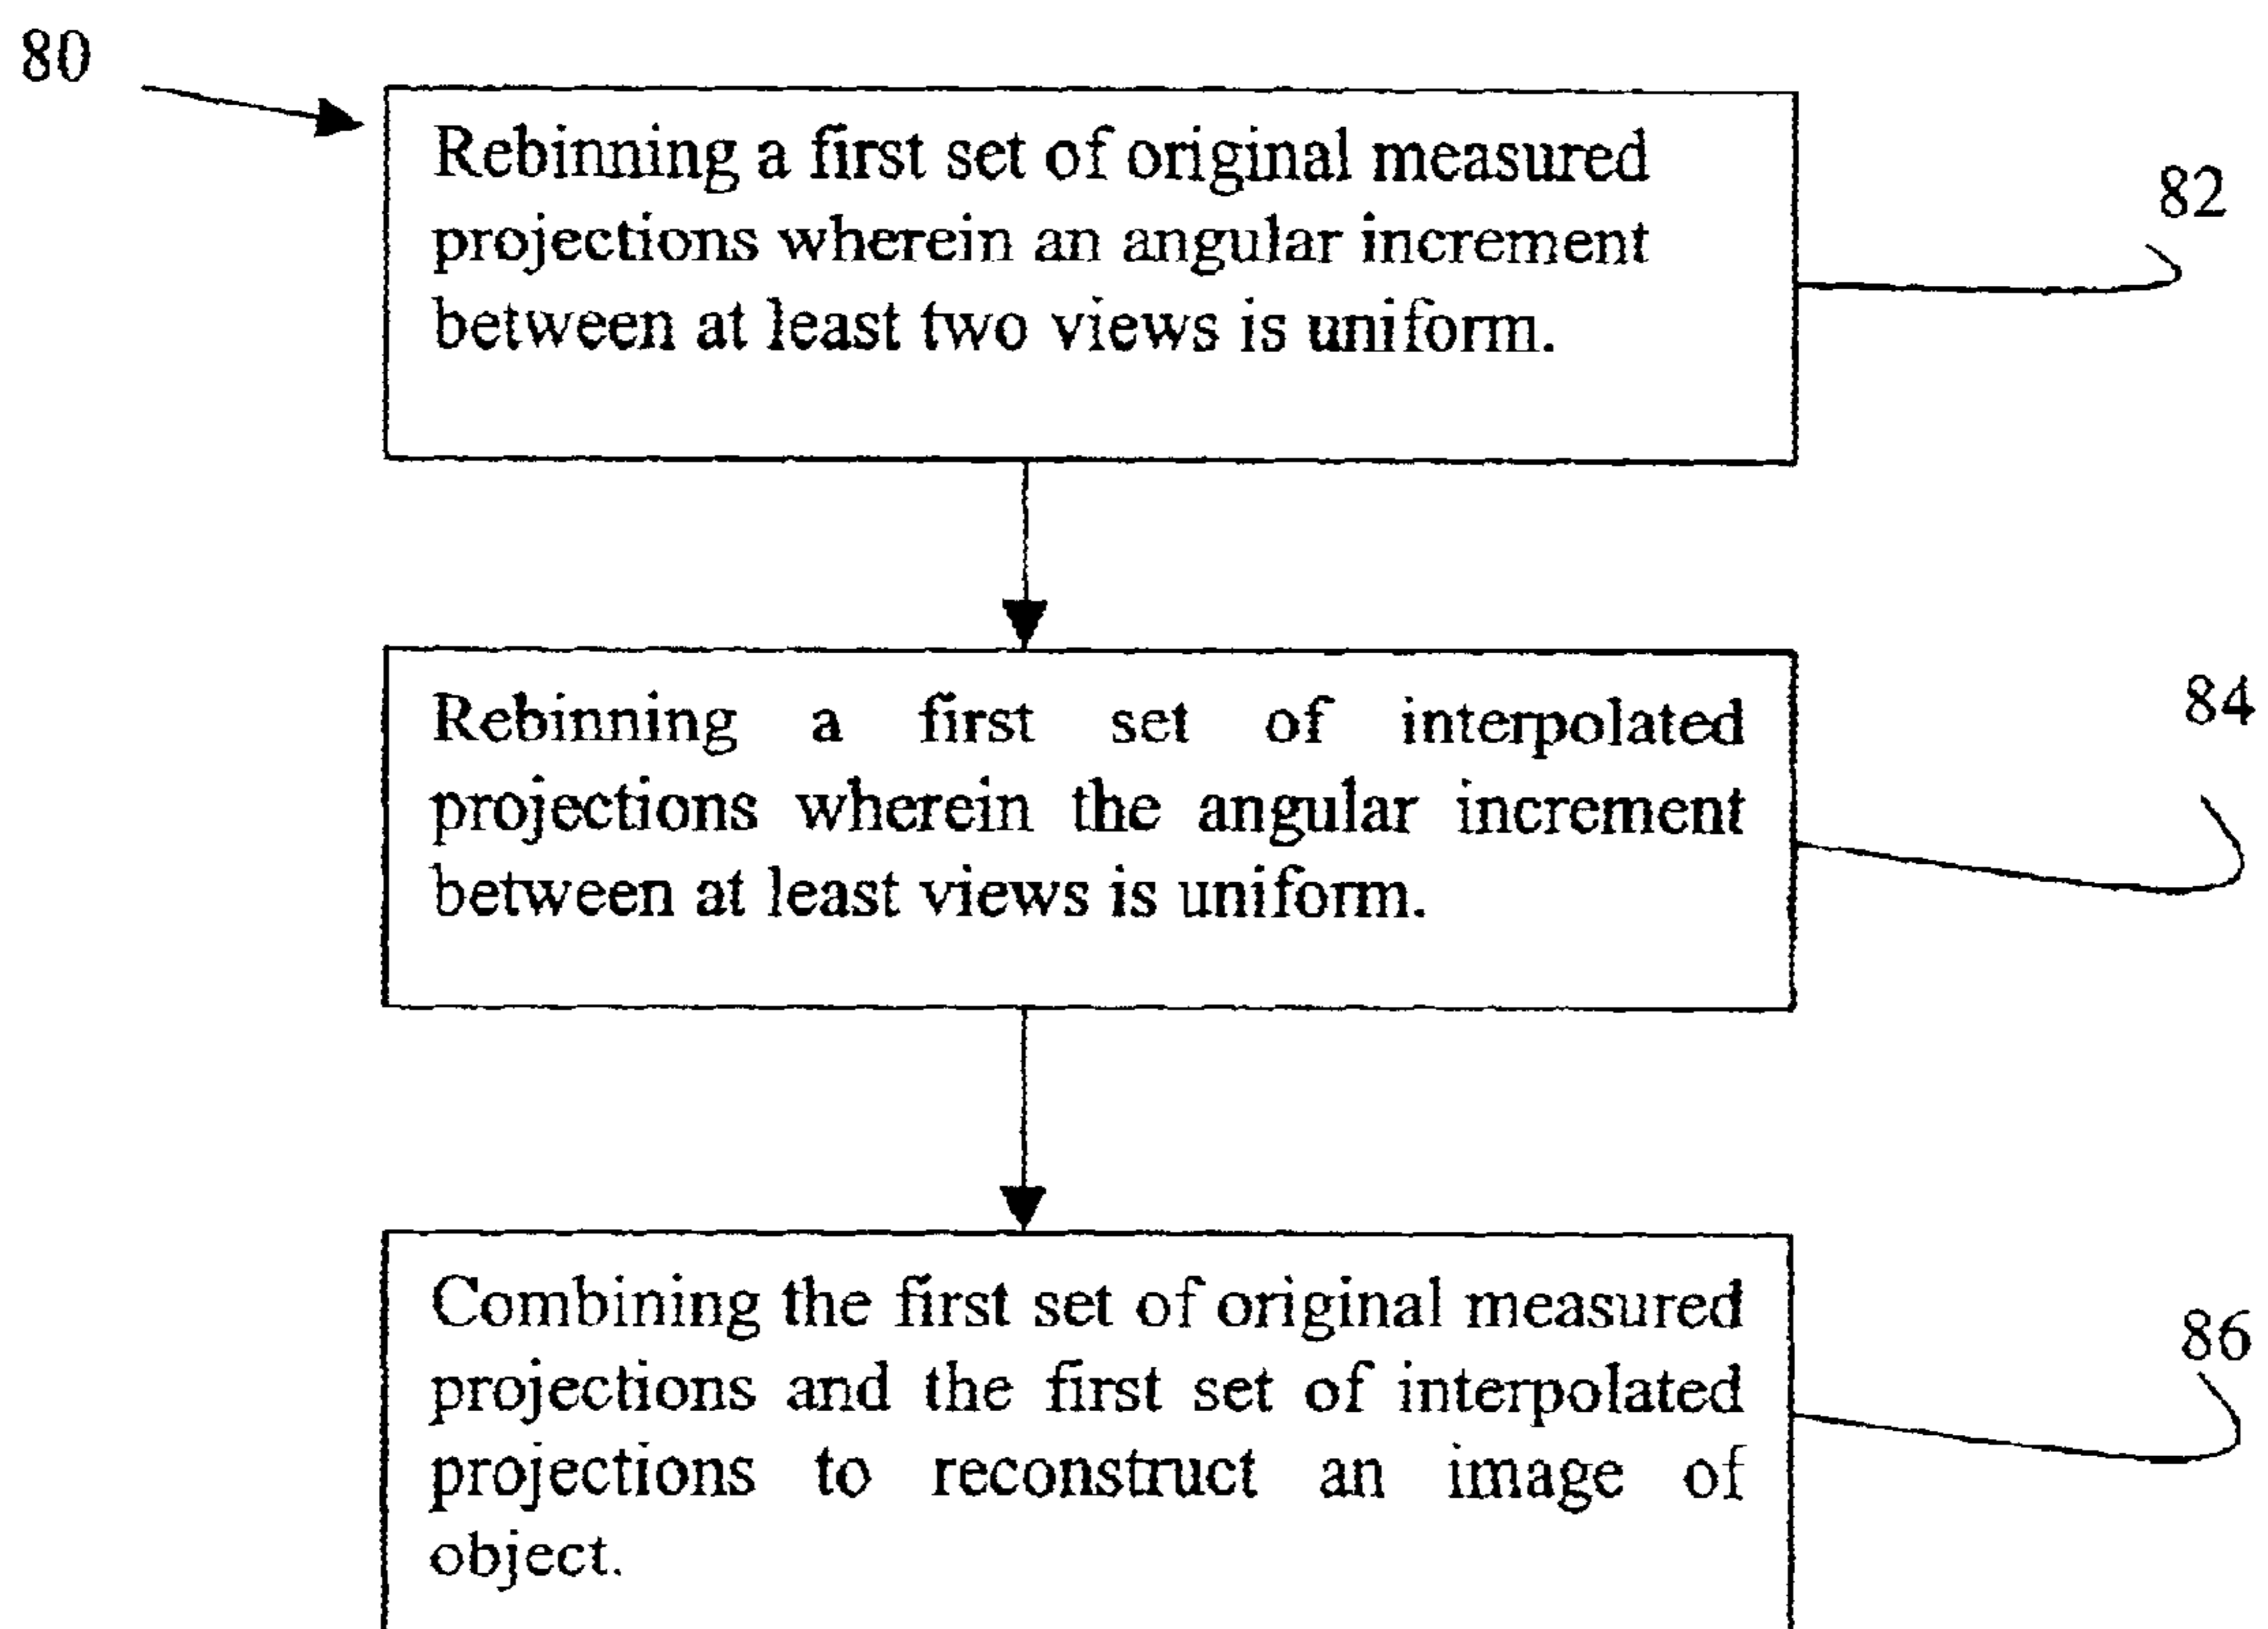 80
Rebinning a first set of original measured
projections wherein an angular increment
between at least two views is uniform.
82
Rebinning a first set of interpolated
projections wherein the angular increment
between at least views is uniform.
84
Combining the first set of original measured
projections and the first set of interpolated
projections to reconstruct an image of
object.
86